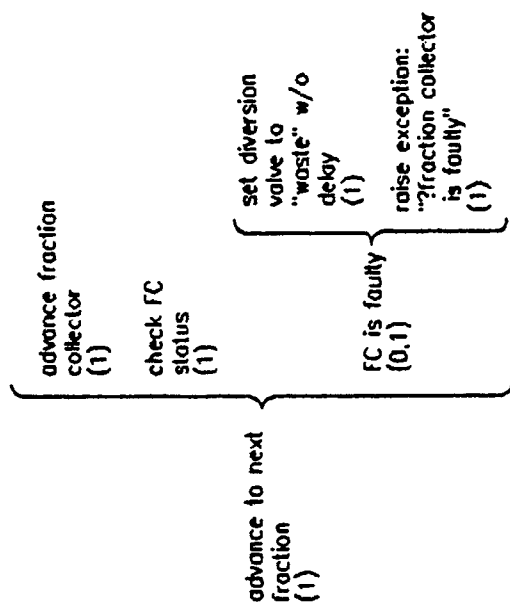 advance to next
fraction
(1)
advance fraction
collector
(1)
check FC
status
(1)
FC is faulty
(0,1)
set diversion
valve to
"waste" w/o
delay
(1)
raise exception:
"?fraction collector
is faulty"
(1)